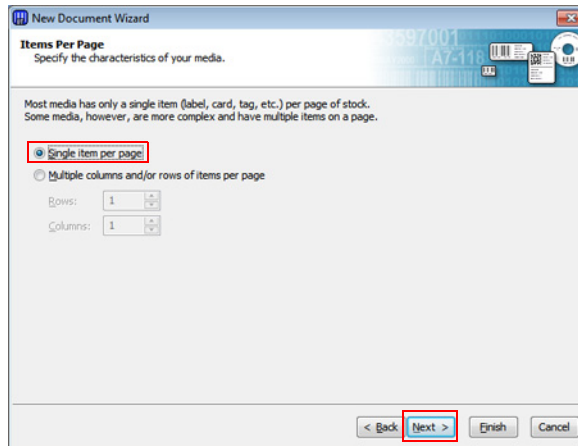 New Document Wizard
Items Per Page
Specify the characteristics of your media.
3597001
A7-118
Most media has only a single item (label, card, tag, etc.) per page of stock.
Some media, however, are more complex and have multiple items on a page.
Single item per page
Multiple columns and/or rows of items per page
Rows: 1
Columns: 1
< Back Next > Finish Cancel